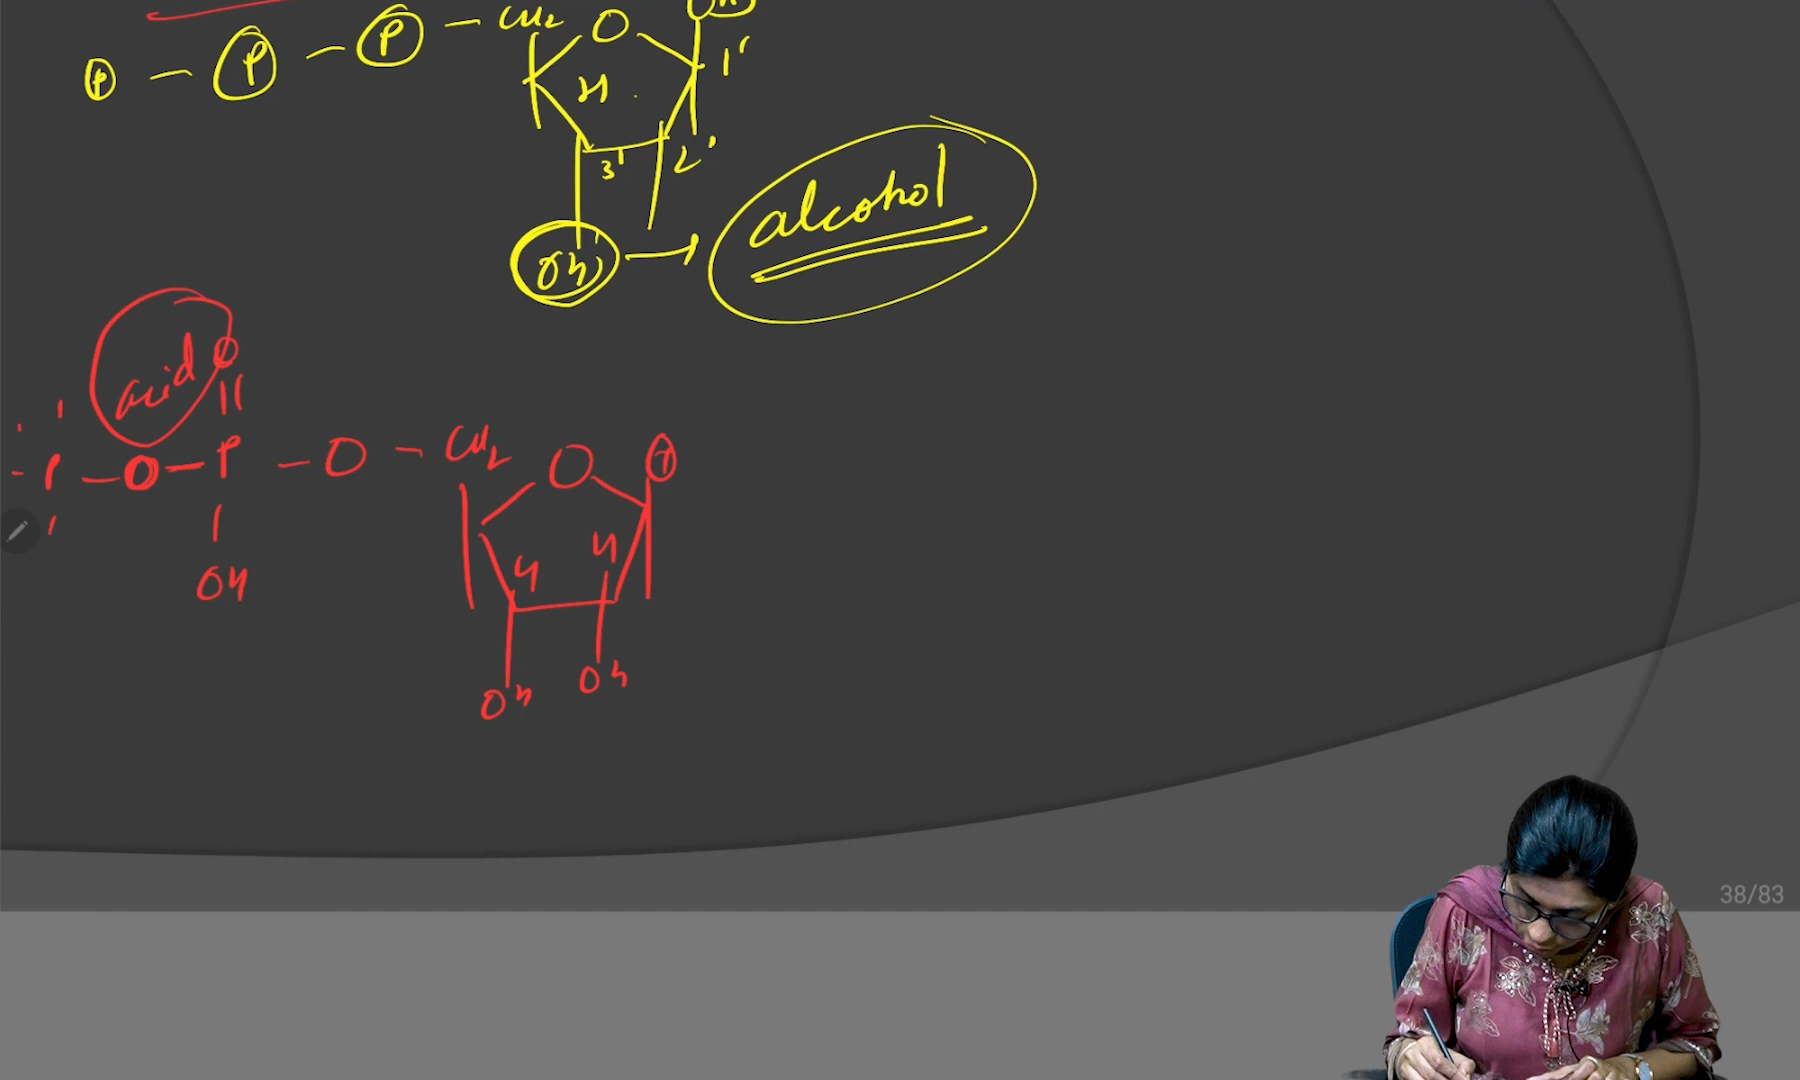 P - P - P - CH2 O
1'
H
3' 2'
OH → alcohol
acid O
||
- P - O - P - O - CH2 O
H H
OH
OH OH
38/83